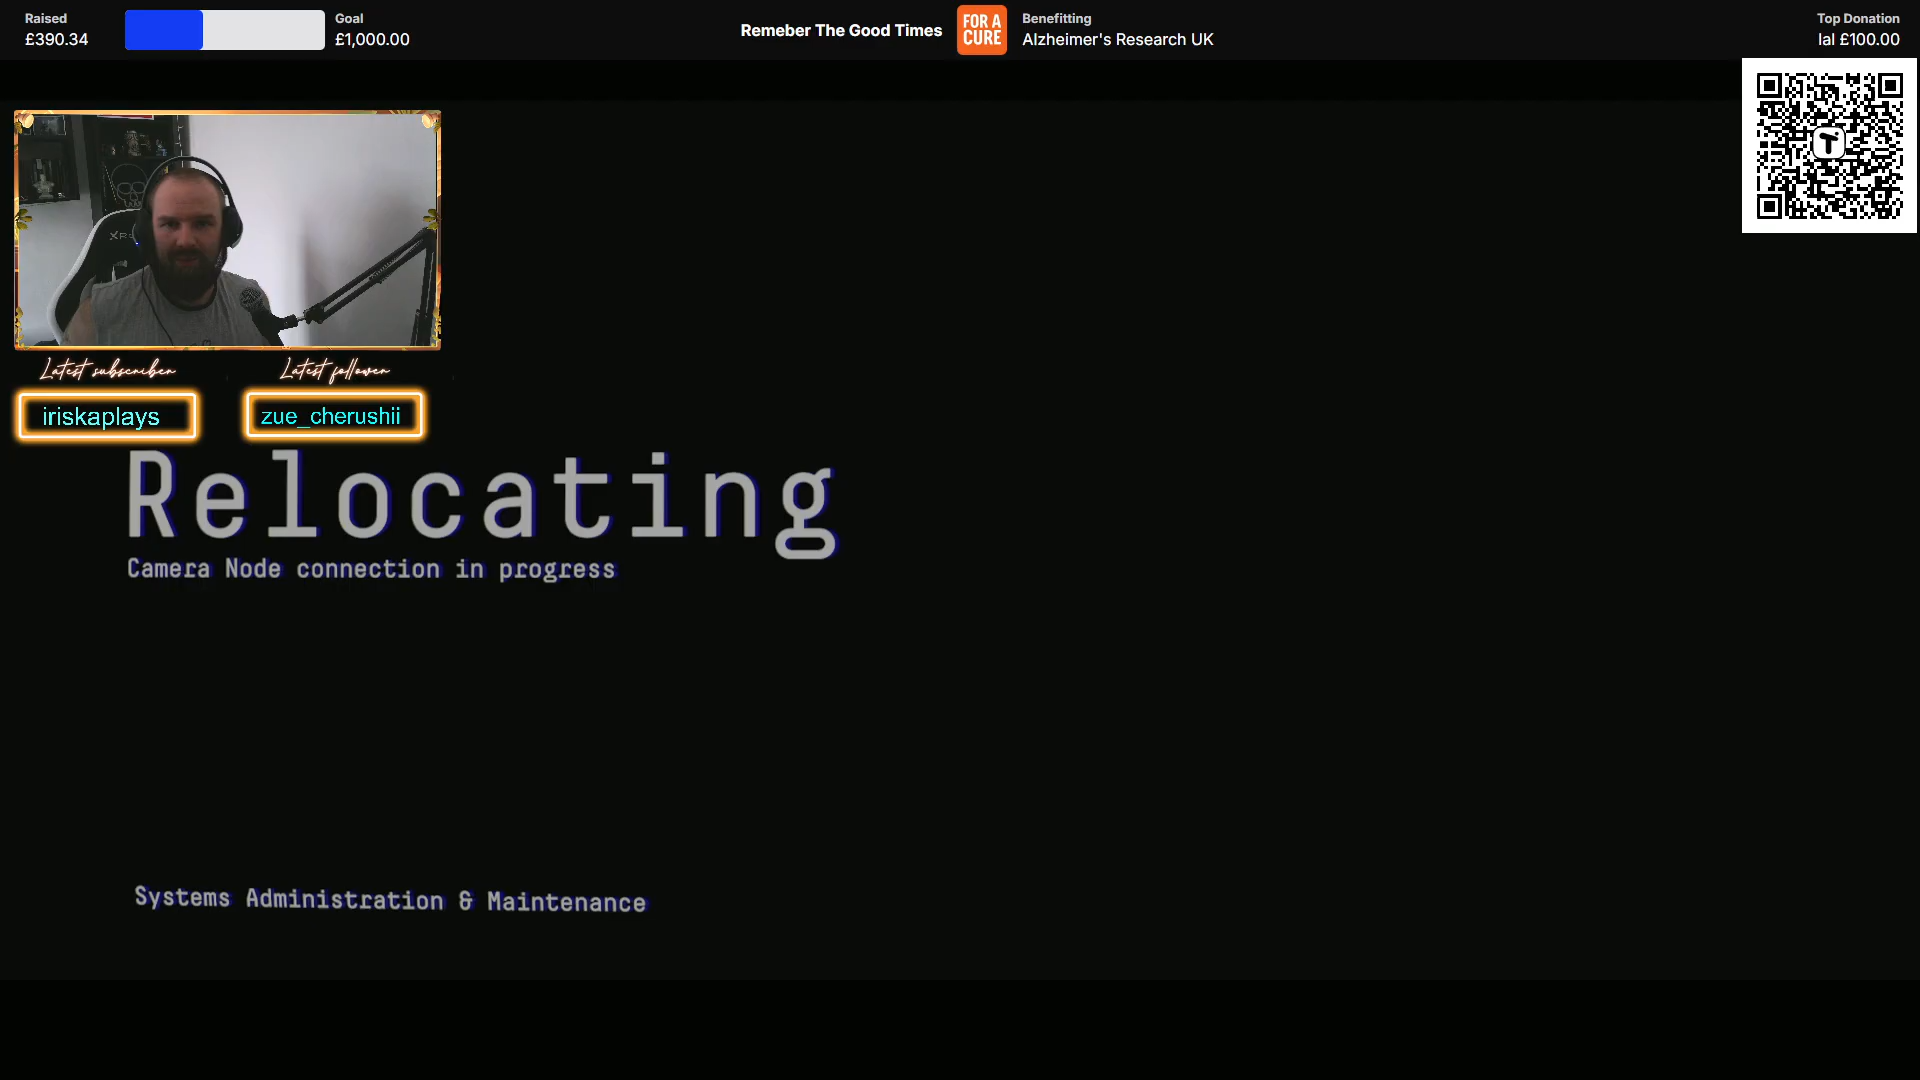 Raised
£390.34
Goal
£1,000.00
Remeber The Good Times
FOR A
CURE
Benefitting
Alzheimer's Research UK
Top Donation
lal £100.00
T
Latest subscriber
Latest follower
iriskaplays
zue_cherushii
Relocating
Camera Node connection in progress
Systems Administration & Maintenance